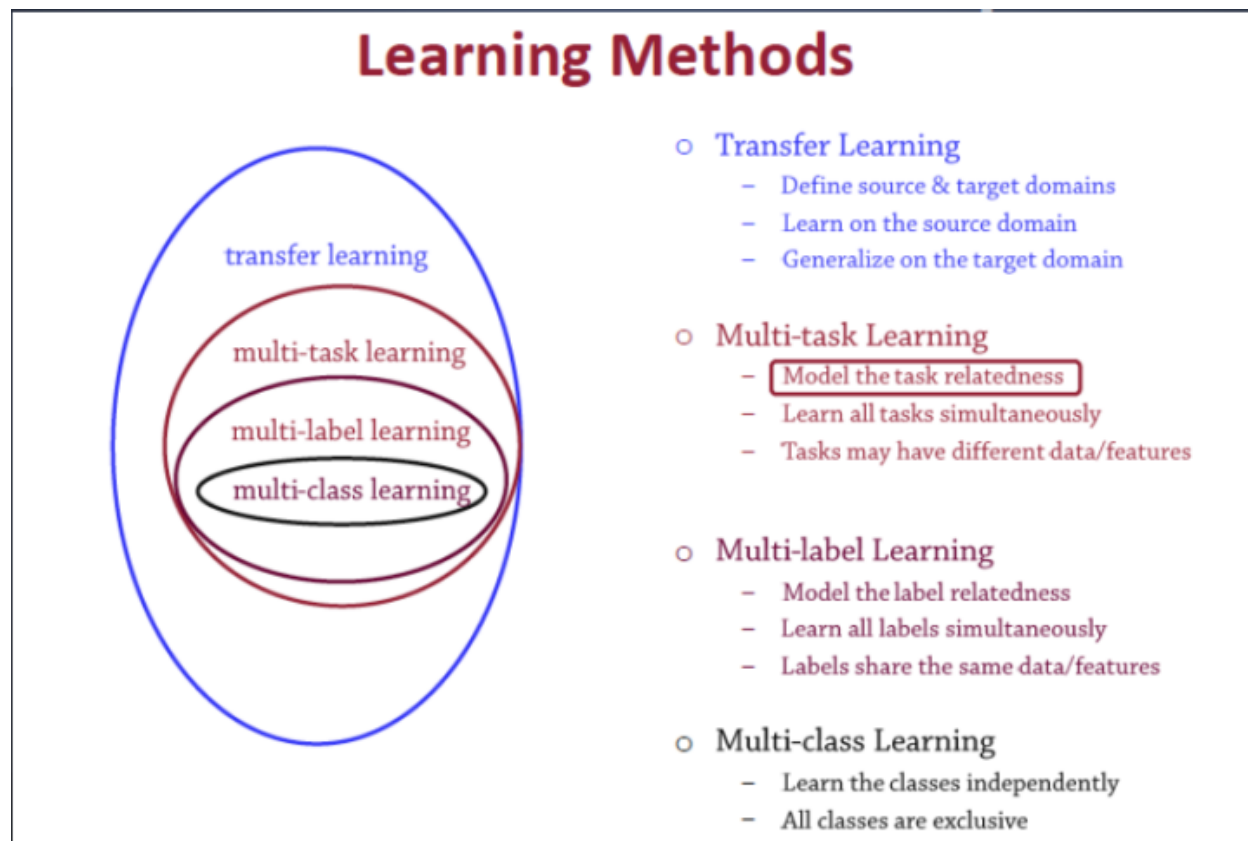 Learning Methods
transfer learning
multi-task learning
multi-label learning
multi-class learning
○ Transfer Learning
– Define source & target domains
– Learn on the source domain
– Generalize on the target domain
○ Multi-task Learning
– Model the task relatedness
– Learn all tasks simultaneously
– Tasks may have different data/features
○ Multi-label Learning
– Model the label relatedness
– Learn all labels simultaneously
– Labels share the same data/features
○ Multi-class Learning
– Learn the classes independently
– All classes are exclusive